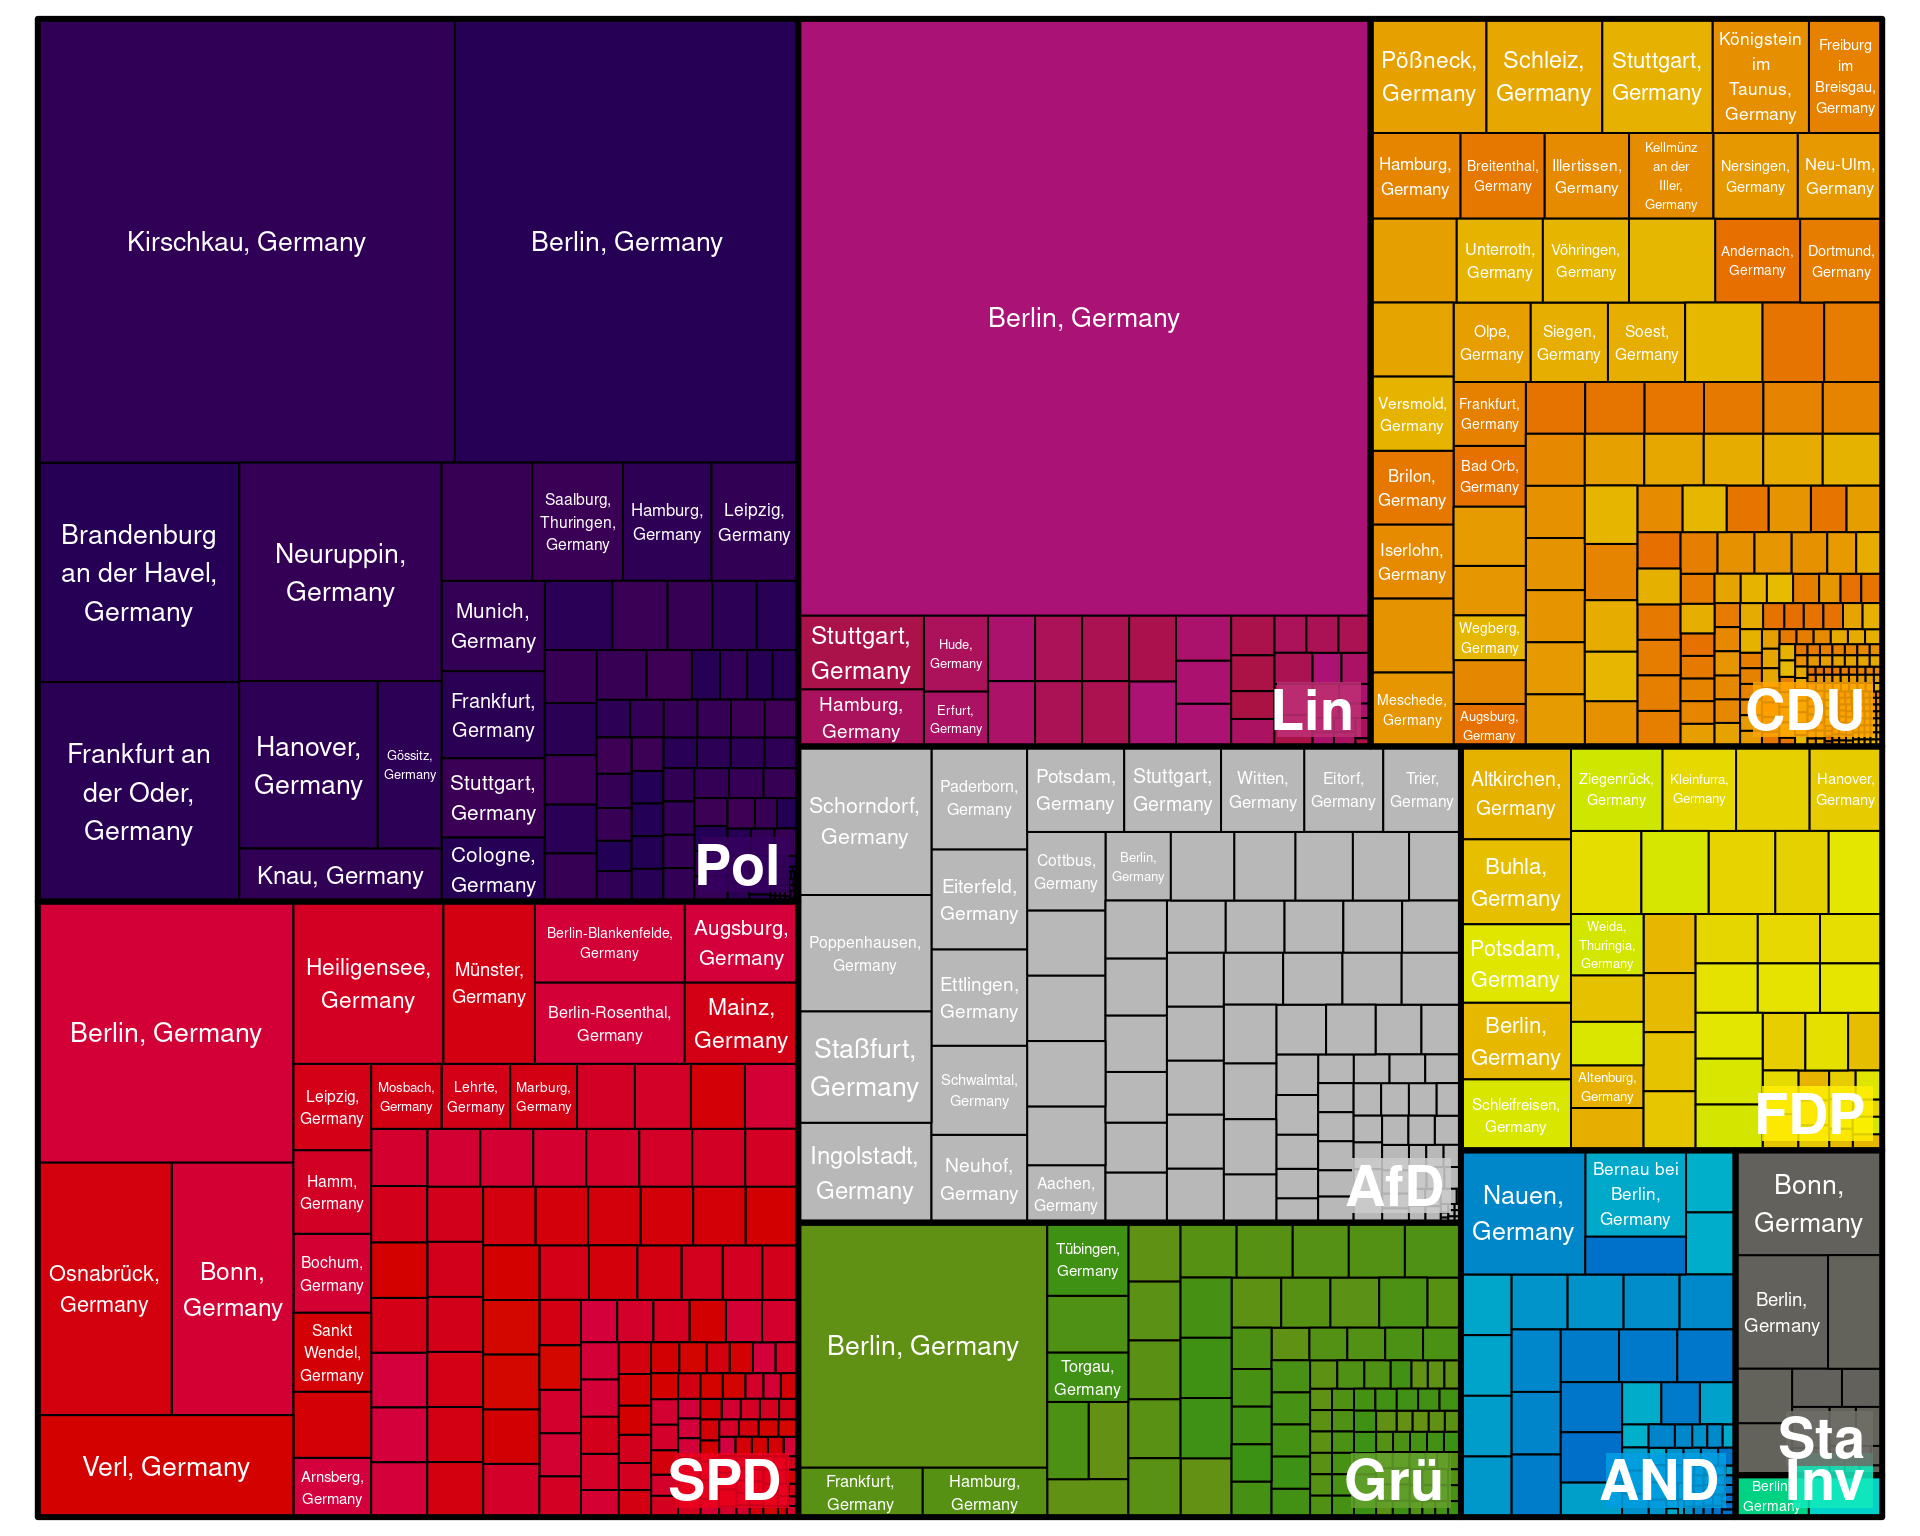 Kirschkau, Germany
Berlin, Germany
Brandenburg
an der Havel,
Germany
Neuruppin,
Germany
Saalburg,
Thuringen,
Germany
Hamburg,
Germany
Leipzig,
Germany
Munich,
Germany
Frankfurt an
der Oder,
Germany
Hanover,
Germany
Gössitz,
Germany
Frankfurt,
Germany
Stuttgart,
Germany
Knau, Germany
Cologne,
Germany
Pol
Berlin, Germany
Stuttgart,
Germany
Hude,
Germany
Hamburg,
Germany
Erfurt,
Germany
Lin
Pößneck,
Germany
Schleiz,
Germany
Stuttgart,
Germany
Königstein
im
Taunus,
Germany
Freiburg
im
Breisgau,
Germany
Hamburg,
Germany
Breitenthal,
Germany
Illertissen,
Germany
Kellmünz
an der
Iller,
Germany
Nersingen,
Germany
Neu-Ulm,
Germany
Unterroth,
Germany
Vöhringen,
Germany
Andernach,
Germany
Dortmund,
Germany
Olpe,
Germany
Siegen,
Germany
Soest,
Germany
Versmold,
Germany
Frankfurt,
Germany
Brilon,
Germany
Bad Orb,
Germany
Iserlohn,
Germany
Wegberg,
Germany
Meschede,
Germany
Augsburg,
Germany
CDU
Berlin, Germany
Heiligensee,
Germany
Münster,
Germany
Berlin-Blankenfelde,
Germany
Augsburg,
Germany
Berlin-Rosenthal,
Germany
Mainz,
Germany
Leipzig,
Germany
Mosbach,
Germany
Lehrte,
Germany
Marburg,
Germany
Hamm,
Germany
Osnabrück,
Germany
Bonn,
Germany
Bochum,
Germany
Sankt
Wendel,
Germany
Verl, Germany
Arnsberg,
Germany
SPD
Schorndorf,
Germany
Paderborn,
Germany
Potsdam,
Germany
Stuttgart,
Germany
Witten,
Germany
Eitorf,
Germany
Trier,
Germany
Cottbus,
Germany
Berlin,
Germany
Eiterfeld,
Germany
Poppenhausen,
Germany
Ettlingen,
Germany
Staßfurt,
Germany
Schwalmtal,
Germany
Ingolstadt,
Germany
Neuhof,
Germany
Aachen,
Germany
AfD
Berlin, Germany
Tübingen,
Germany
Torgau,
Germany
Frankfurt,
Germany
Hamburg,
Germany
Grü
Altkirchen,
Germany
Ziegenrück,
Germany
Kleinfurra,
Germany
Hanover,
Germany
Buhla,
Germany
Potsdam,
Germany
Weida,
Thuringia,
Germany
Berlin,
Germany
Altenburg,
Germany
Schleifreisen,
Germany
FDP
Nauen,
Germany
Bernau bei
Berlin,
Germany
AND
Bonn,
Germany
Berlin,
Germany
Sta
Berlin,
Germany
Inv